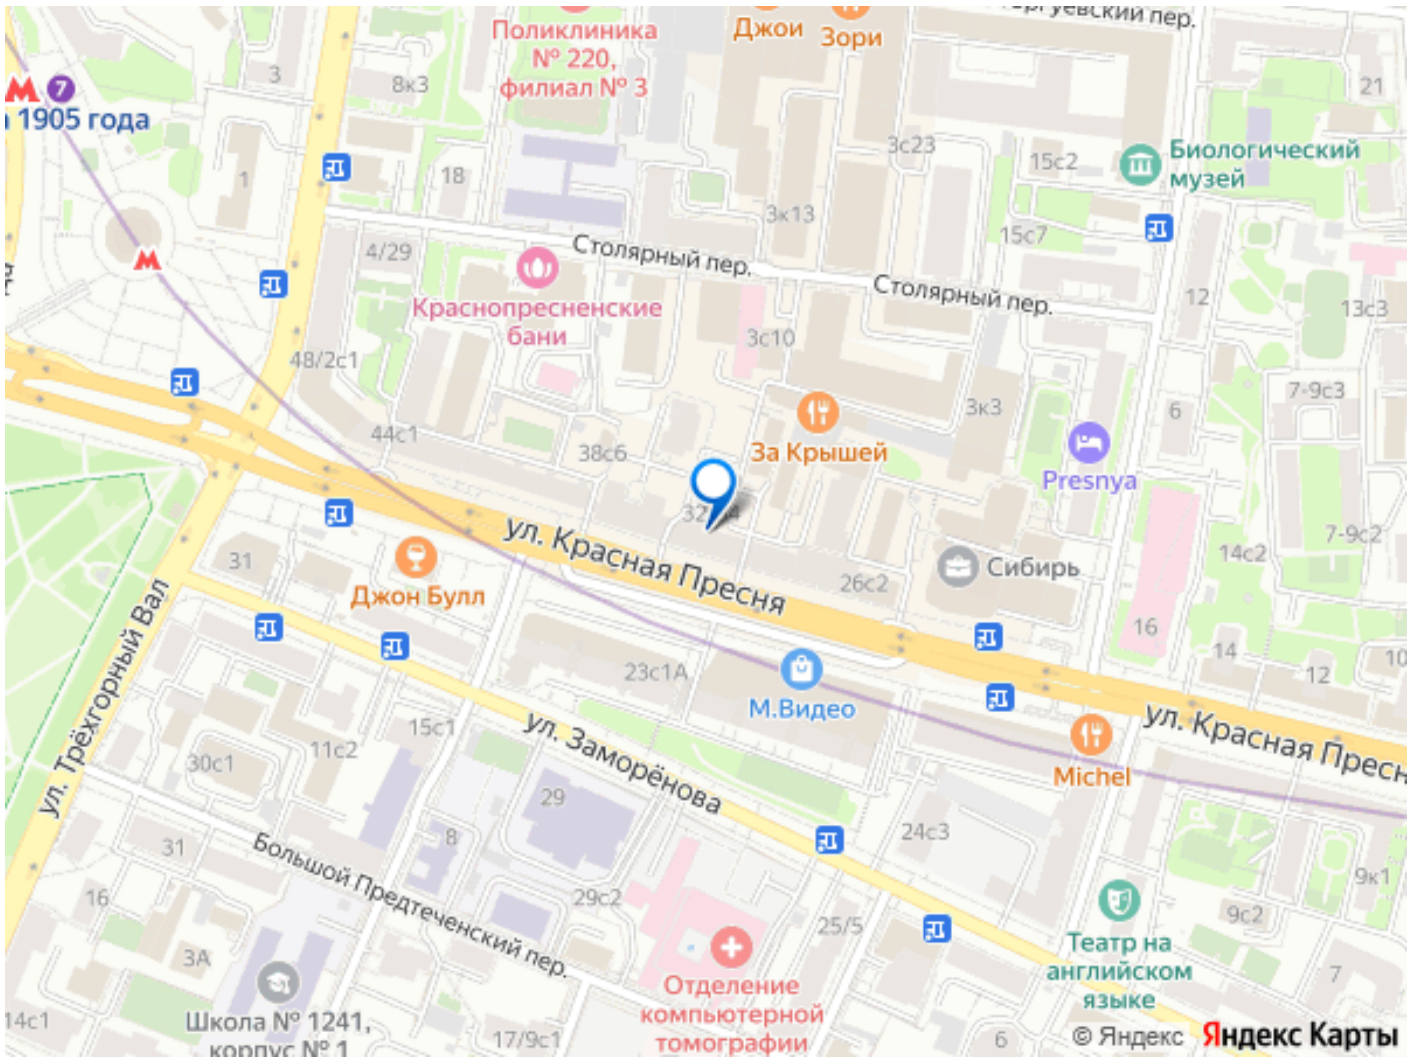 Поликлиника
№ 220,
филиал № 3
Джои
Зори
пер.
21
3
8к3
7
1905 года
1
18
3с23
15с2
Биологический
музей
3к13
15с7
4/29
Столярный пер.
Столярный пер.
12
13с3
Краснопресненские
бани
48/2с1
3с10
7-9с3
3к3
6
44с1
38с6
За Крышей
Presnya
ул. Красная Пресня
7-9с2
14с2
31
Джон Булл
26с2
Сибирь
16
14
12
10
ул. Трёхгорный Вал
23с1А
М.Видео
ул. Красная
Michel
15с1
ул. Заморёнова
11с2
30с1
29
8
24с3
31
Большой Предтеченский пер.
16
29с2
25/5
9к1
9с2
3А
Театр на
английском
языке
7
Отделение
компьютерной
томографии
14с1
Школа № 1241,
корпус № 1
17/9с1
6
© Яндекс Яндекс Карты